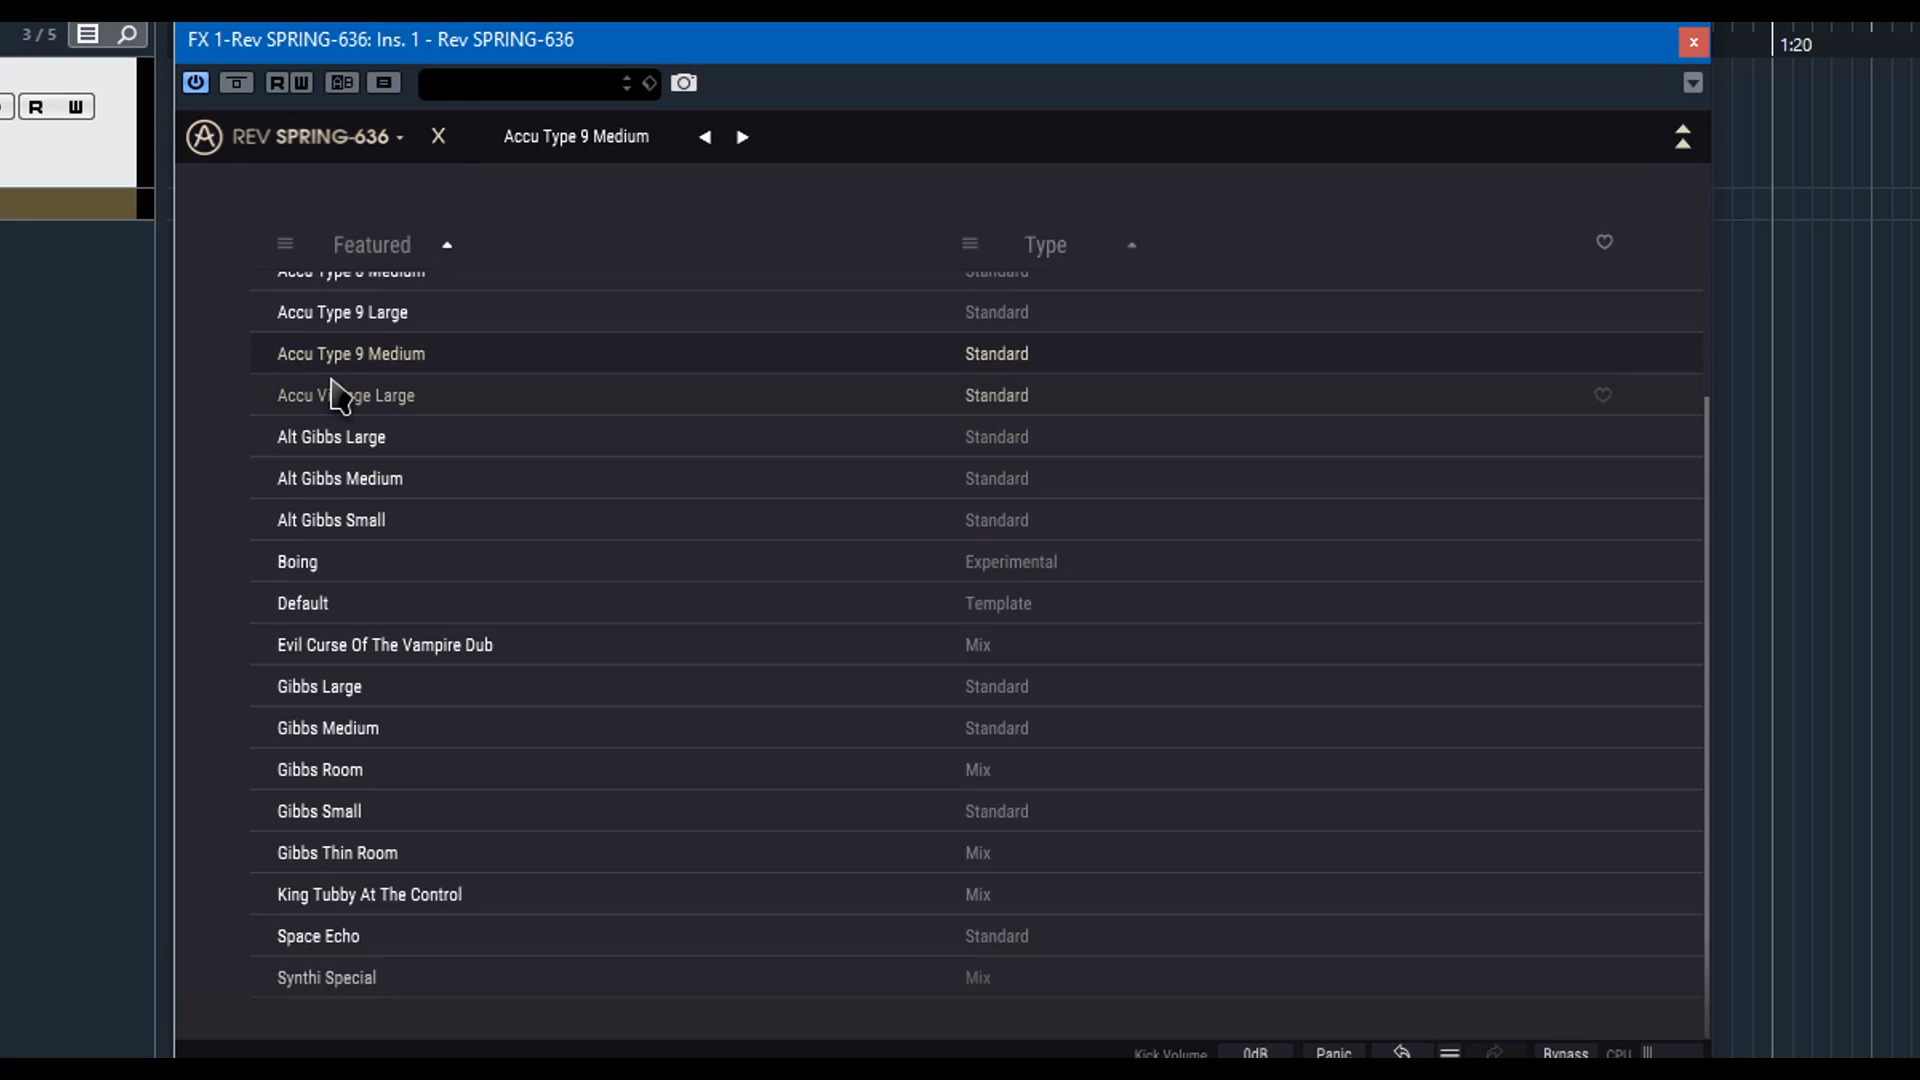 3 / 5
FX 1-Rev SPRING-636: Ins. 1 - Rev SPRING-636
x
1:20
R W
R W
AB
REV SPRING-636
X
Accu Type 9 Medium
Featured
Type
Standard
Accu Type 9 Large
Standard
Accu Type 9 Medium
Standard
Accu Large
Standard
Alt Gibbs Large
Standard
Alt Gibbs Medium
Standard
Alt Gibbs Small
Standard
Boing
Experimental
Default
Template
Evil Curse Of The Vampire Dub
Mix
Gibbs Large
Standard
Gibbs Medium
Standard
Gibbs Room
Mix
Gibbs Small
Standard
Gibbs Thin Room
Mix
King Tubby At The Control
Mix
Space Echo
Standard
Synthi Special
Mix
Kick Volume
0dB
Panic
Bypass
CPU